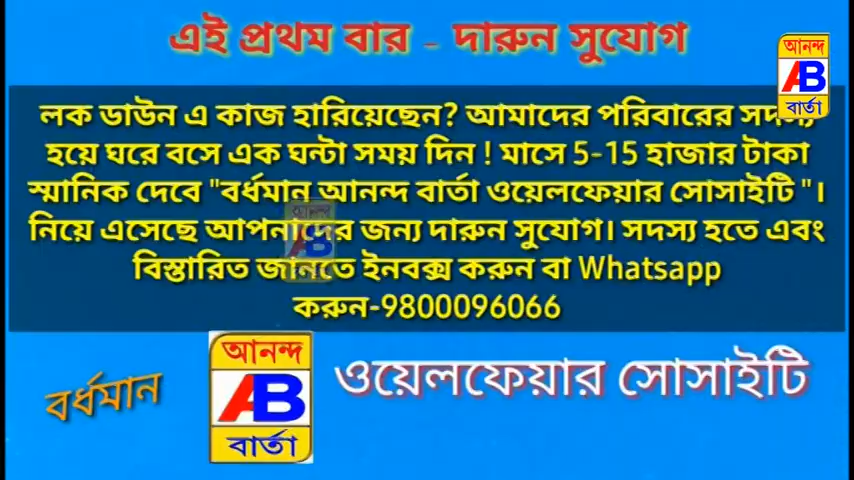 এই প্রথম বার - দারুন সুযোগ
আনন্দ
AB
বার্তা
লক ডাউন এ কাজ হারিয়েছেন? আমাদের পরিবারের সদস্য
হয়ে ঘরে বসে এক ঘন্টা সময় দিন ! মাসে 5-15 হাজার টাকা
স্মানিক দেবে "বর্ধমান আনন্দ বার্তা ওয়েলফেয়ার সোসাইটি "।
নিয়ে এসেছে আপনাদের জন্য দারুন সুযোগ। সদস্য হতে এবং
বিস্তারিত জানতে ইনবক্স করুন বা Whatsapp
করুন-9800096066
আনন্দ
AB
বর্ধমান
আনন্দ
AB
বার্তা
ওয়েলফেয়ার সোসাইটি